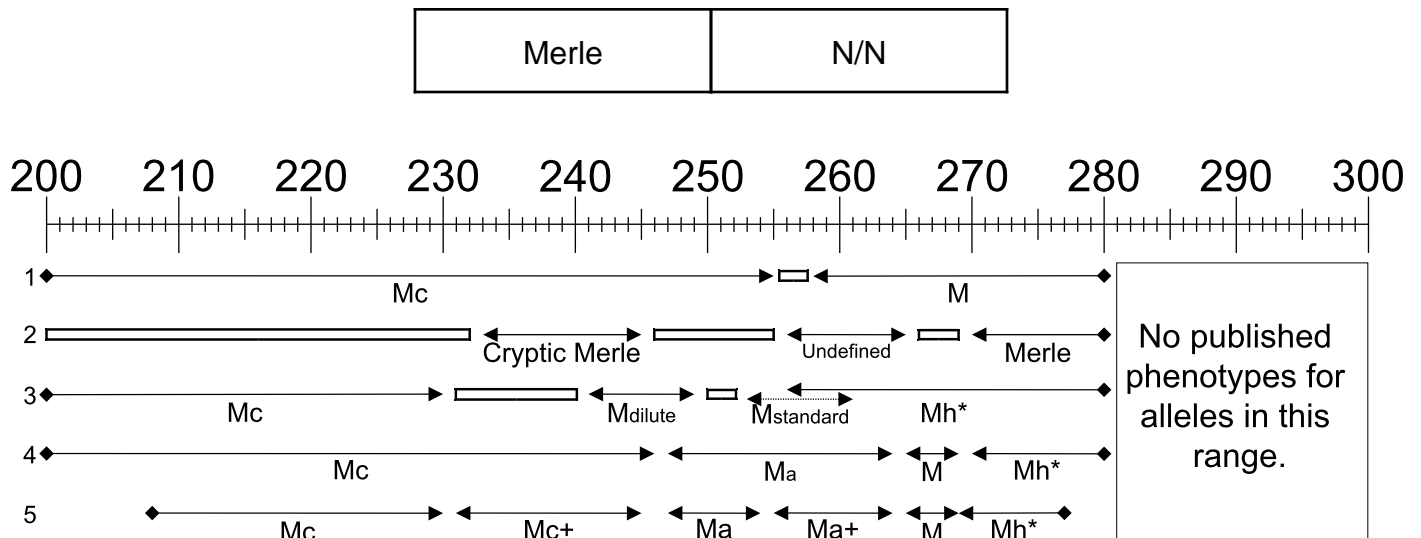 Merle N/N
200 210 220 230 240 250 260 270 280 290 300
1 Mc M
2 Cryptic Merle Undefined Merle
3 Mc Mdilute Mstandard Mh*
4 Mc Ma M Mh*
5 Mc Mc+ Ma Ma+ M Mh*
No published
phenotypes for
alleles in this
range.